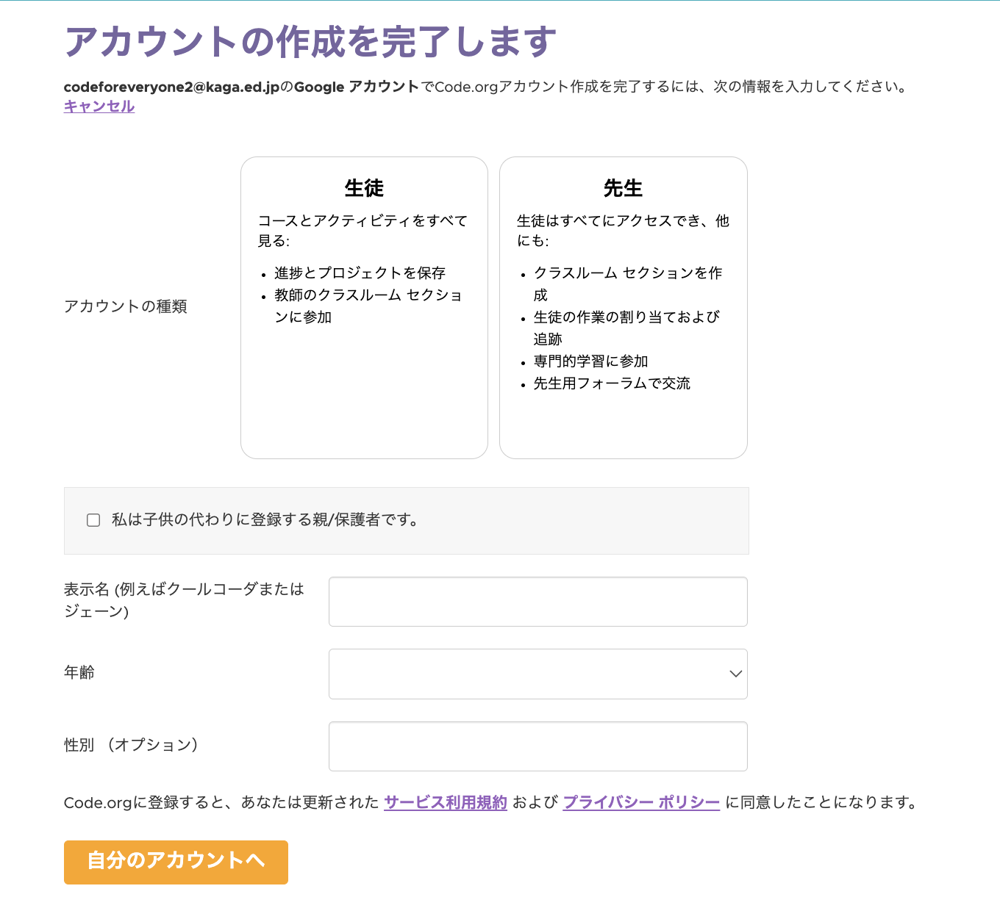 アカウントの作成を完了します
codeforeveryone2@kaga.ed.jpのGoogle アカウントでCode.orgアカウント作成を完了するには、次の情報を入力してください。
キャンセル
アカウントの種類
生徒
コースとアクティビティをすべて
見る:
• 進捗とプロジェクトを保存
• 教師のクラスルーム セクショ
ンに参加
先生
生徒はすべてにアクセスでき、他
にも:
• クラスルーム セクションを作
成
• 生徒の作業の割り当ておよび
追跡
• 専門的学習に参加
• 先生用フォーラムで交流
私は子供の代わりに登録する親/保護者です。
表示名 (例えばクールコーダまたは
ジェーン)
年齢
性別 （オプション）
Code.orgに登録すると、あなたは更新された サービス利用規約 および プライバシー ポリシー に同意したことになります。
自分のアカウントへ